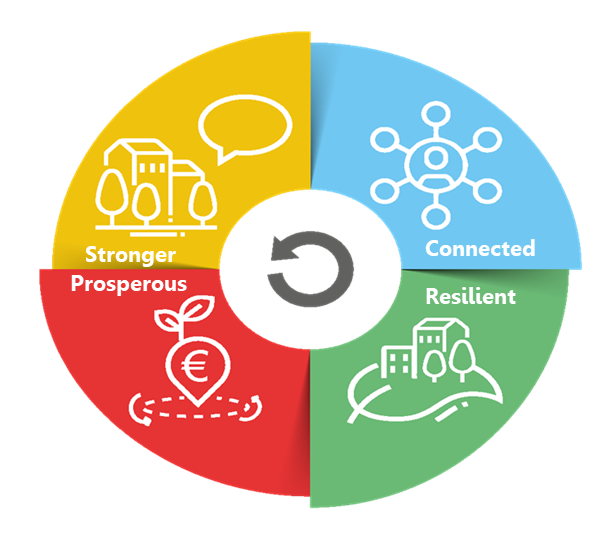 Stronger
Connected
Prosperous
Resilient
€